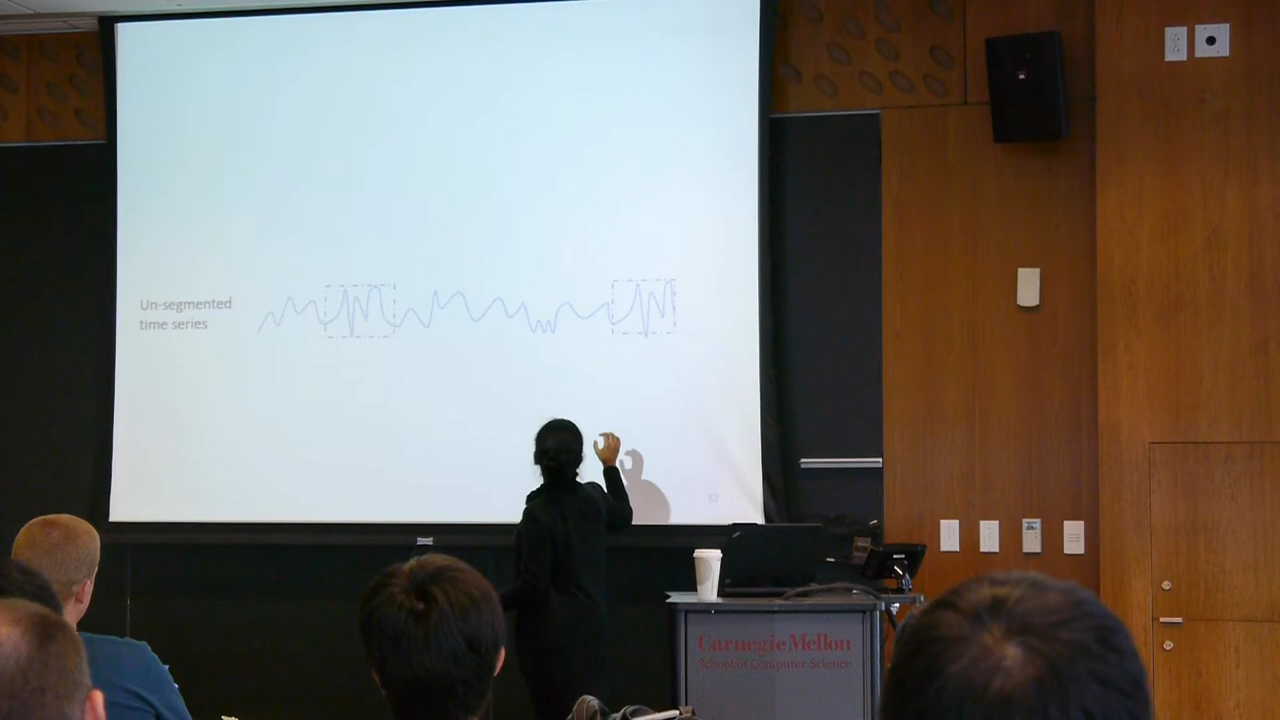 Un-segmented
time series
Carnegie Mellon
School of Computer Science